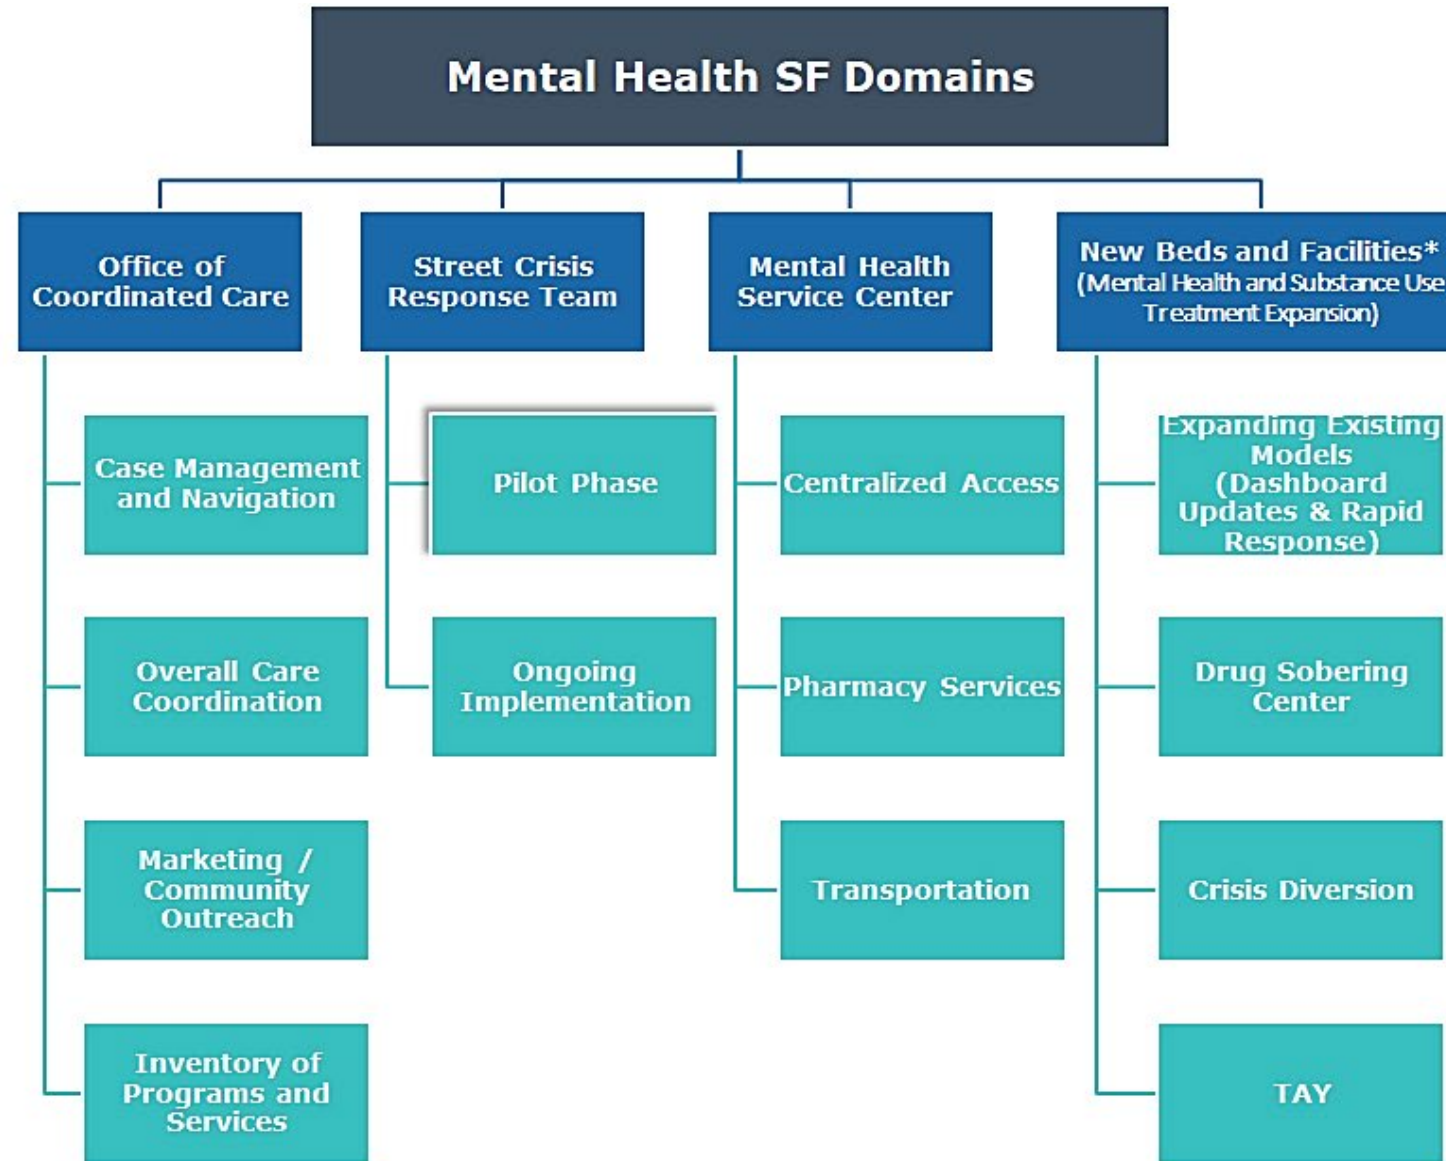 Mental Health SF Domains
Office of
Coordinated Care
Street Crisis
Response Team
Mental Health
Service Center
New Beds and Facilities*
(Mental Health and Substance Use
Treatment Expansion)
Case Management
and Navigation
Overall Care
Coordination
Marketing /
Community
Outreach
Inventory of
Programs and
Services
Pilot Phase
Ongoing
Implementation
Centralized Access
Pharmacy Services
Transportation
Expanding Existing
Models
(Dashboard
Updates & Rapid
Response)
Drug Sobering
Center
Crisis Diversion
TAY